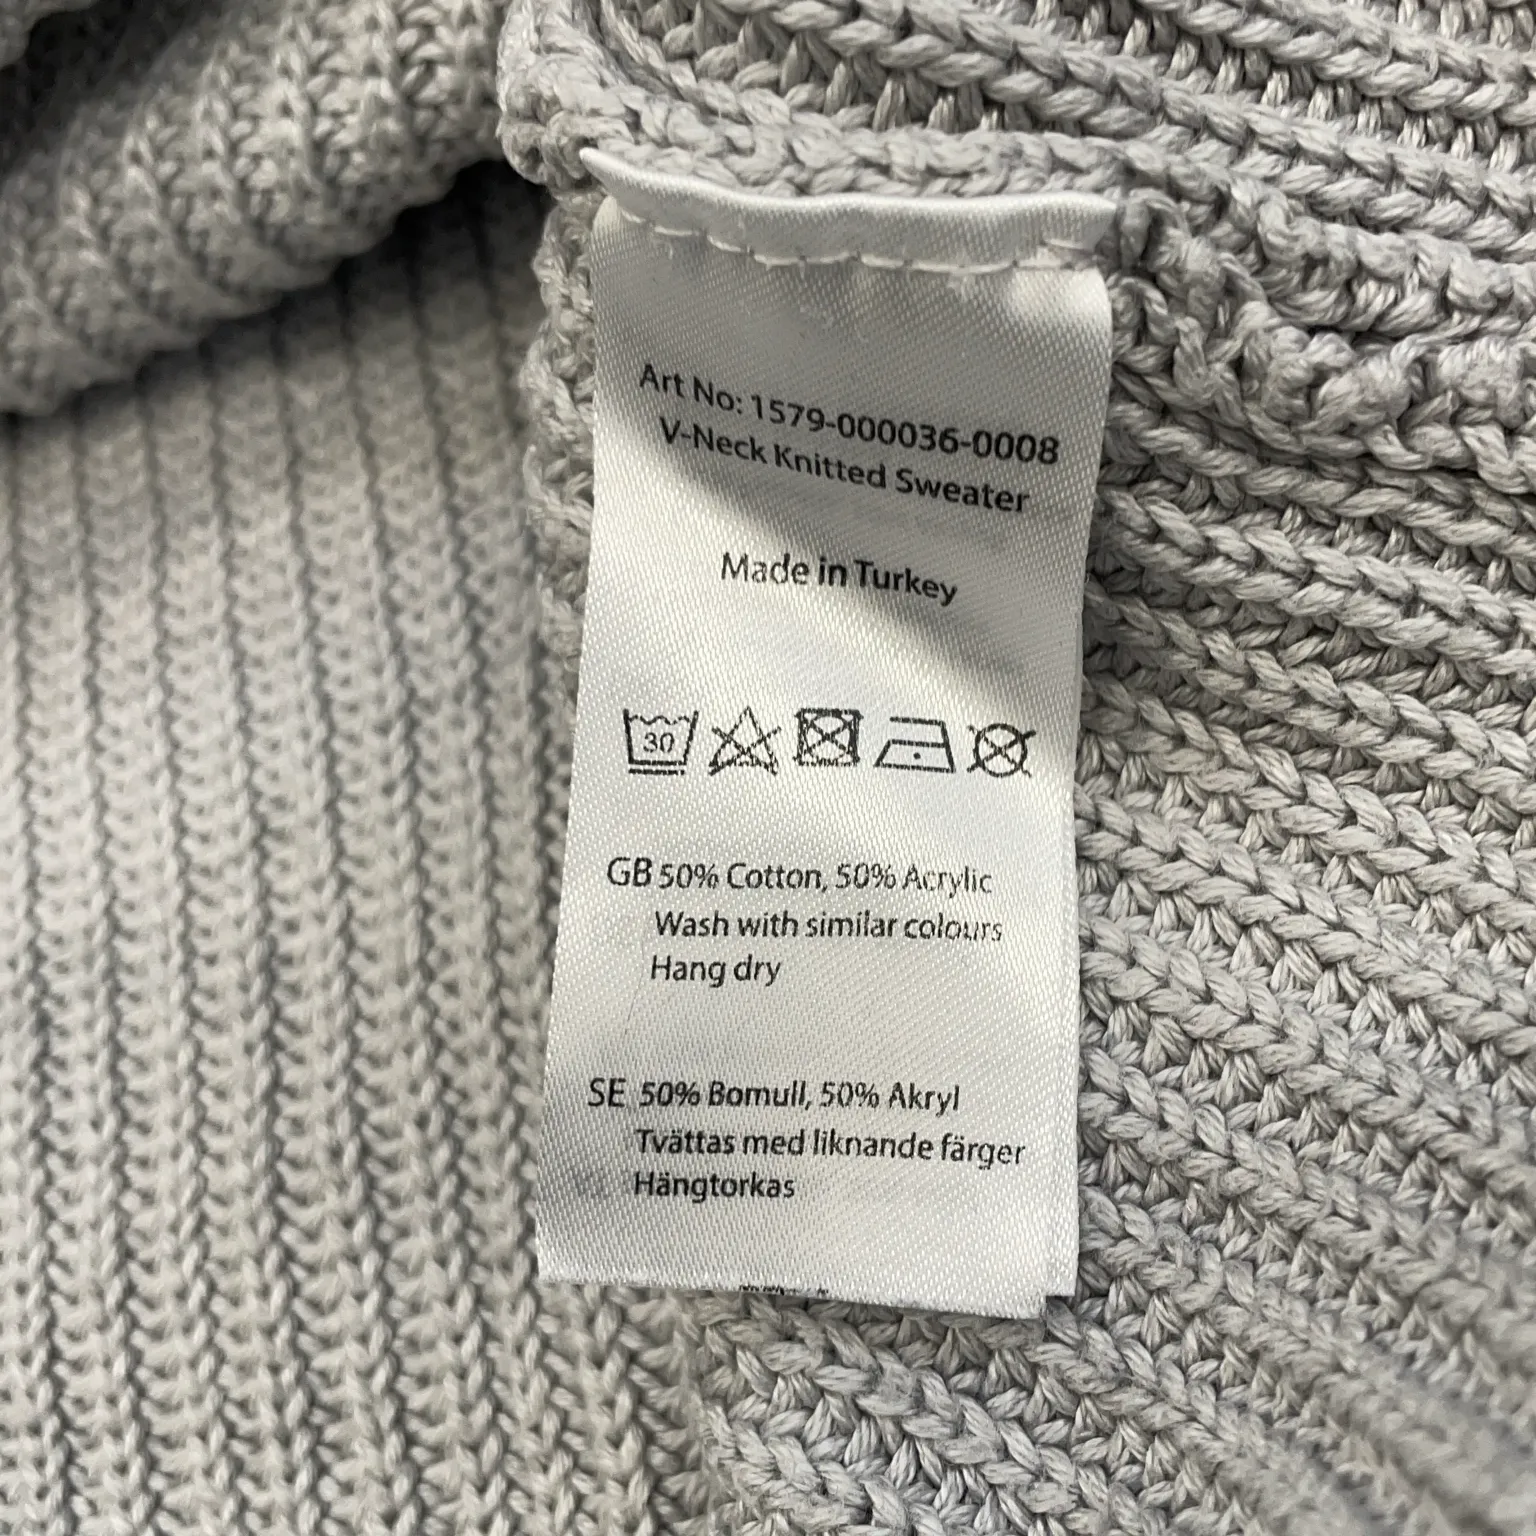 Art No: 1579-000036-0008
V-Neck Knitted Sweater
Made in Turkey
30
GB 50% Cotton, 50% Acrylic
Wash with similar colours
Hang dry
SE 50% Bomull, 50% Akryl
Tvättas med liknande färger
Hängtorkas